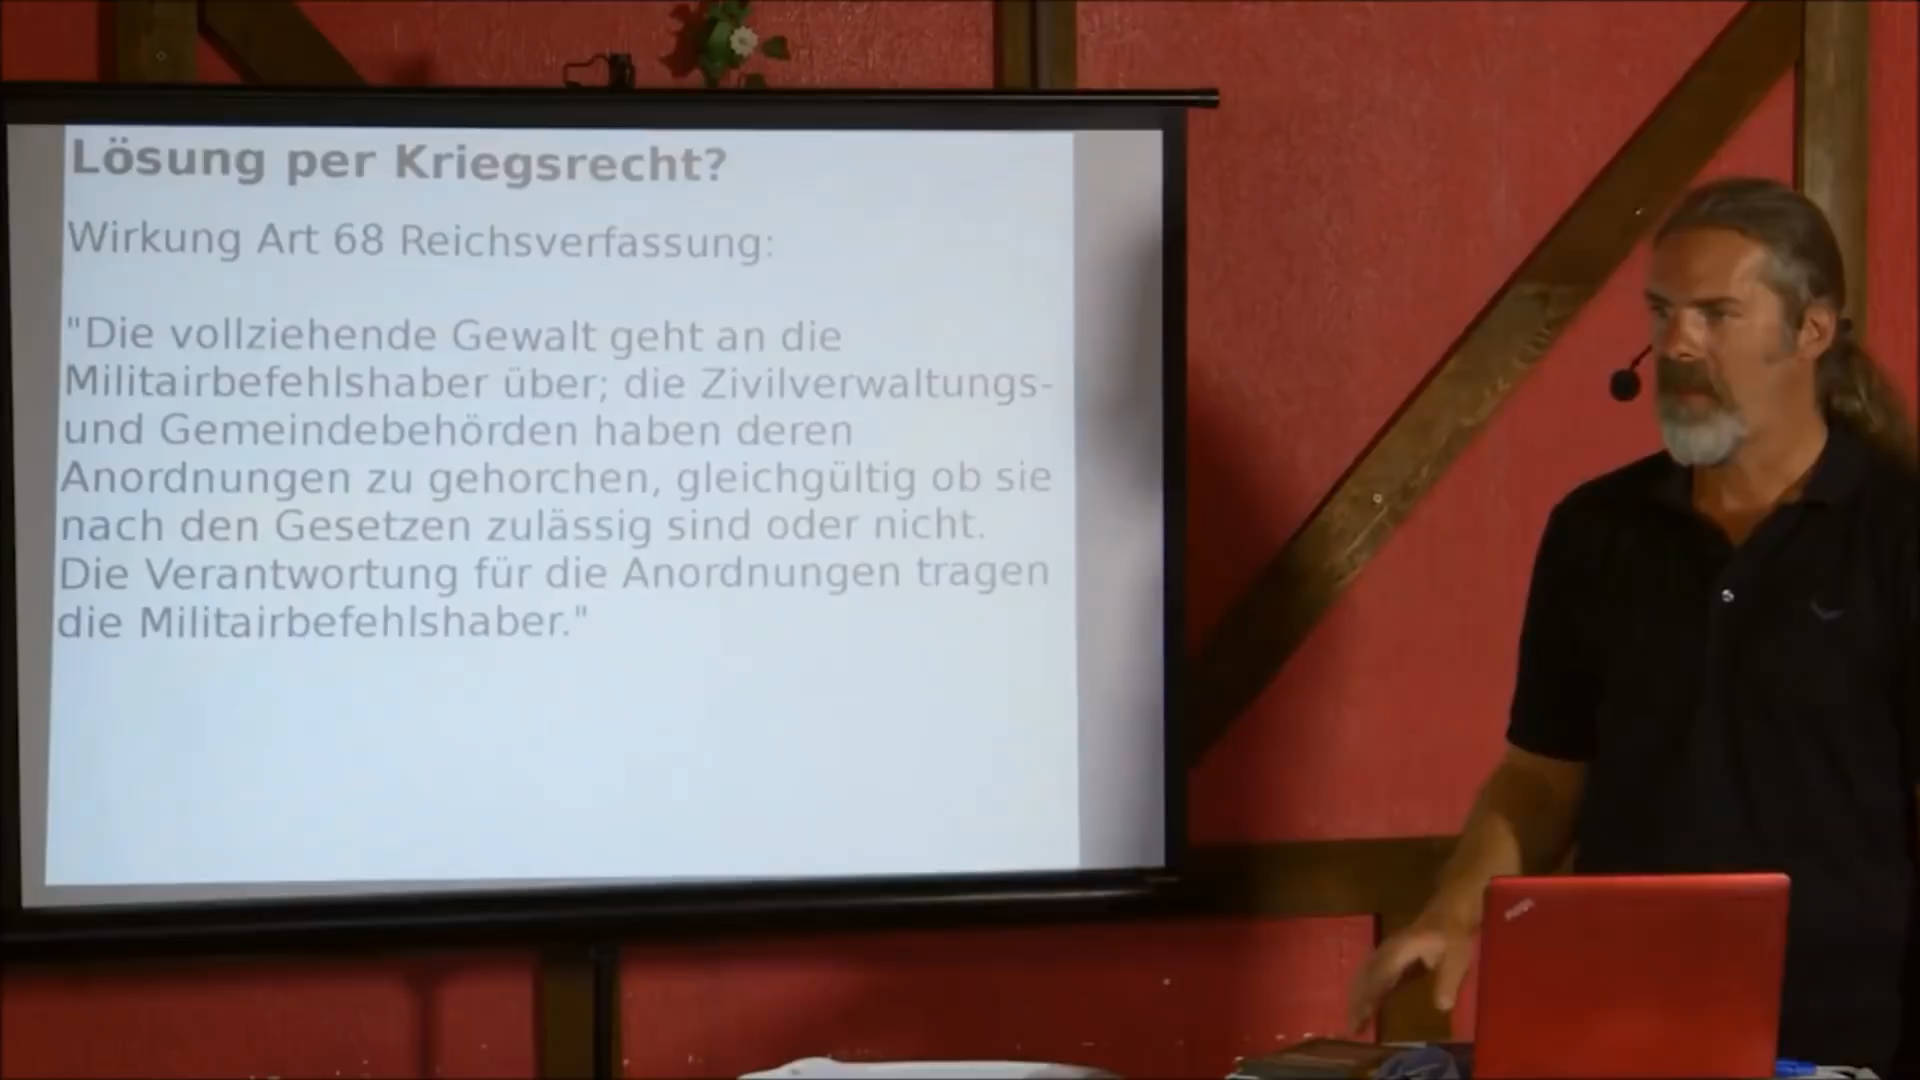 Lösung per Kriegsrecht?
Wirkung Art 68 Reichsverfassung:
"Die vollziehende Gewalt geht an die
Militairbefehlshaber über; die Zivilverwaltungs-
und Gemeindebehörden haben deren
Anordnungen zu gehorchen, gleichgültig ob sie
nach den Gesetzen zulässig sind oder nicht.
Die Verantwortung für die Anordnungen tragen
die Militairbefehlshaber."